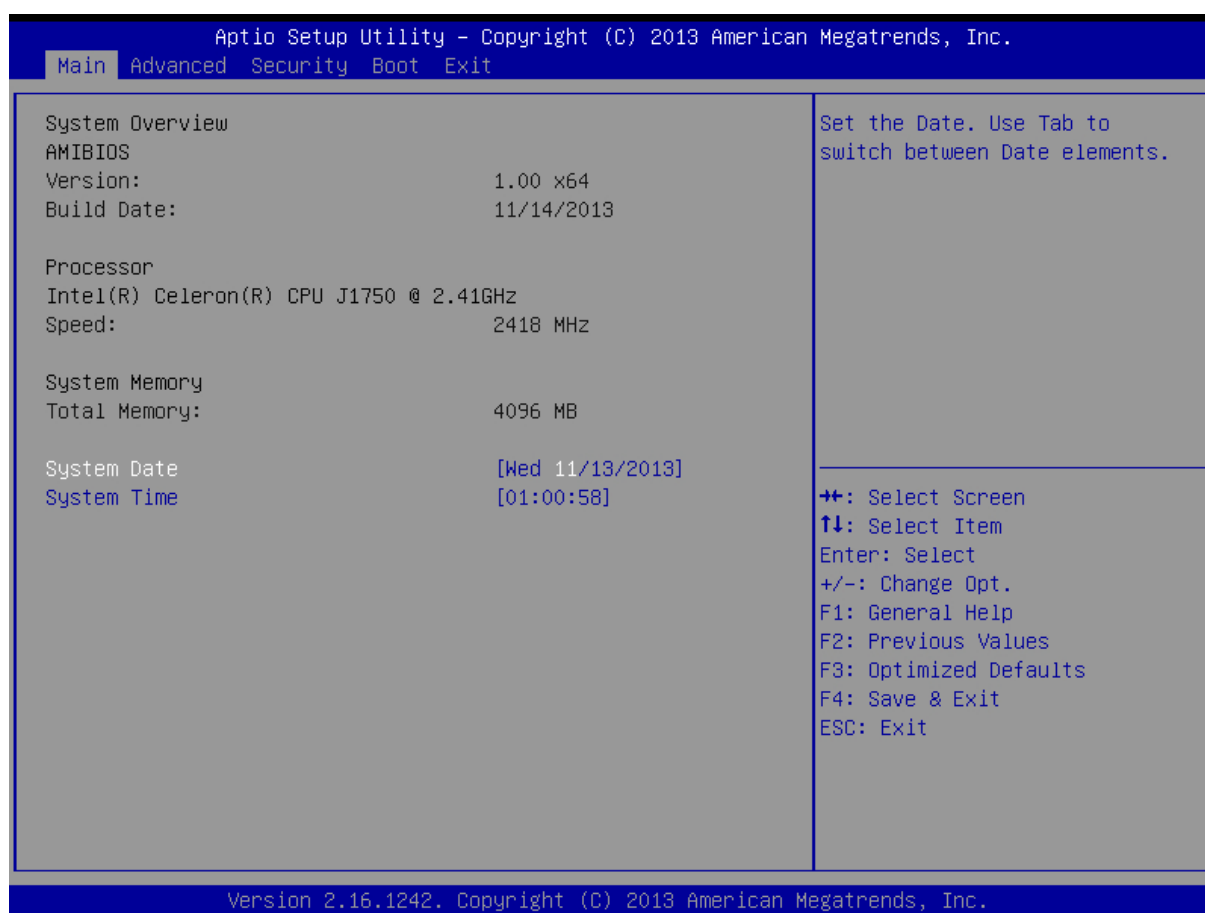 Aptio Setup Utility – Copyright (C) 2013 American Megatrends, Inc.
Main Advanced Security Boot Exit
System Overview
AMIBIOS
Version: 1.00 x64
Build Date: 11/14/2013
Processor
Intel(R) Celeron(R) CPU J1750 @ 2.41GHz
Speed: 2418 MHz
System Memory
Total Memory: 4096 MB
System Date [Wed 11/13/2013]
System Time [01:00:58]
Set the Date. Use Tab to
switch between Date elements.
→←: Select Screen
↑↓: Select Item
Enter: Select
+/-: Change Opt.
F1: General Help
F2: Previous Values
F3: Optimized Defaults
F4: Save & Exit
ESC: Exit
Version 2.16.1242. Copyright (C) 2013 American Megatrends, Inc.